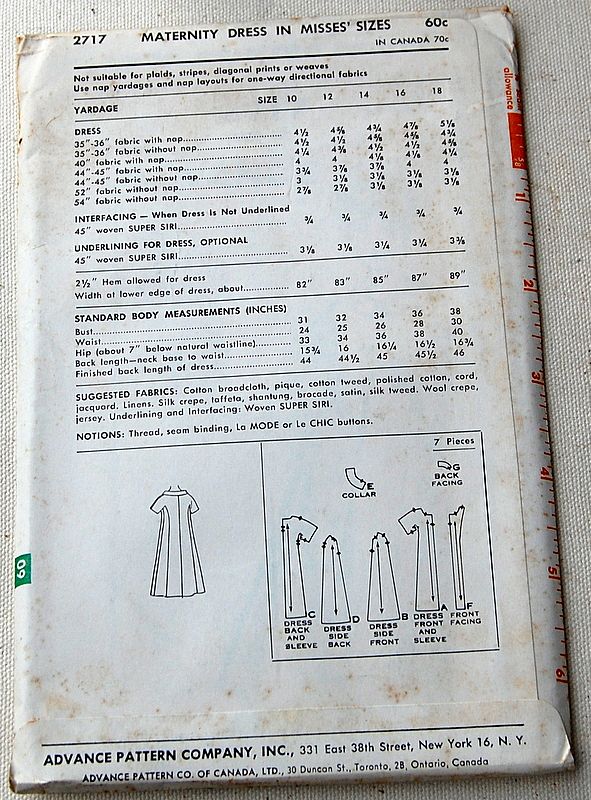 2717 MATERNITY DRESS IN MISSES' SIZES 60c
IN CANADA 70c
Not suitable for plaids, stripes, diagonal prints or weaves
Use nap yardages and nap layouts for one-way directional fabrics
YARDAGE SIZE 10 12 14 16 18
DRESS
35"-36" fabric with nap 4½ 4⅝ 4¾ 4⅞ 5⅛
35"-36" fabric without nap 4½ 4½ 4⅝ 4⅝ 4¾
40" fabric with nap 4¼ 4⅜ 4½ 4½ 4⅝
44"-45" fabric with nap 4 4 4⅛ 4⅛ 4¼
44"-45" fabric without nap 3¾ 3⅞ 3⅞ 4 4
52" fabric without nap 3 3⅛ 3⅛ 3⅛ 3⅛
54" fabric without nap 2⅞ 2⅞ 3⅛ 3⅛ 3⅛
INTERFACING — When Dress Is Not Underlined
45" woven SUPER SIRI ¾ ¾ ¾ ¾ ¾
UNDERLINING FOR DRESS, OPTIONAL
45" woven SUPER SIRI 3⅛ 3⅛ 3¼ 3¼ 3⅜
2½" Hem allowed for dress
Width at lower edge of dress, about 82" 83" 85" 87" 89"
STANDARD BODY MEASUREMENTS (INCHES)
Bust 31 32 34 36 38
Waist 24 25 26 28 30
Hip (about 7" below natural waistline) 33 34 36 38 40
Back length—neck base to waist 15¾ 16 16¼ 16½ 16¾
Finished back length of dress 44 44½ 45 45½ 46
SUGGESTED FABRICS: Cotton broadcloth, pique, cotton tweed, polished cotton, cord,
jacquard. Linens. Silk crepe, taffeta, shantung, brocade, satin, silk tweed. Wool crepe,
jersey. Underlining and Interfacing: Woven SUPER SIRI.
NOTIONS: Thread, seam binding, La MODE or Le CHIC buttons.
7 Pieces
E
COLLAR
G
BACK
FACING
C
DRESS
BACK
AND
SLEEVE
D
DRESS
SIDE
BACK
B
DRESS
SIDE
FRONT
A
DRESS
FRONT
AND
SLEEVE
F
FRONT
FACING
60
allowance
⅝
1
2
3
4
5
6
ADVANCE PATTERN COMPANY, INC., 331 East 38th Street, New York 16, N. Y.
ADVANCE PATTERN CO. OF CANADA, LTD., 30 Duncan St., Toronto, 2B, Ontario, Canada